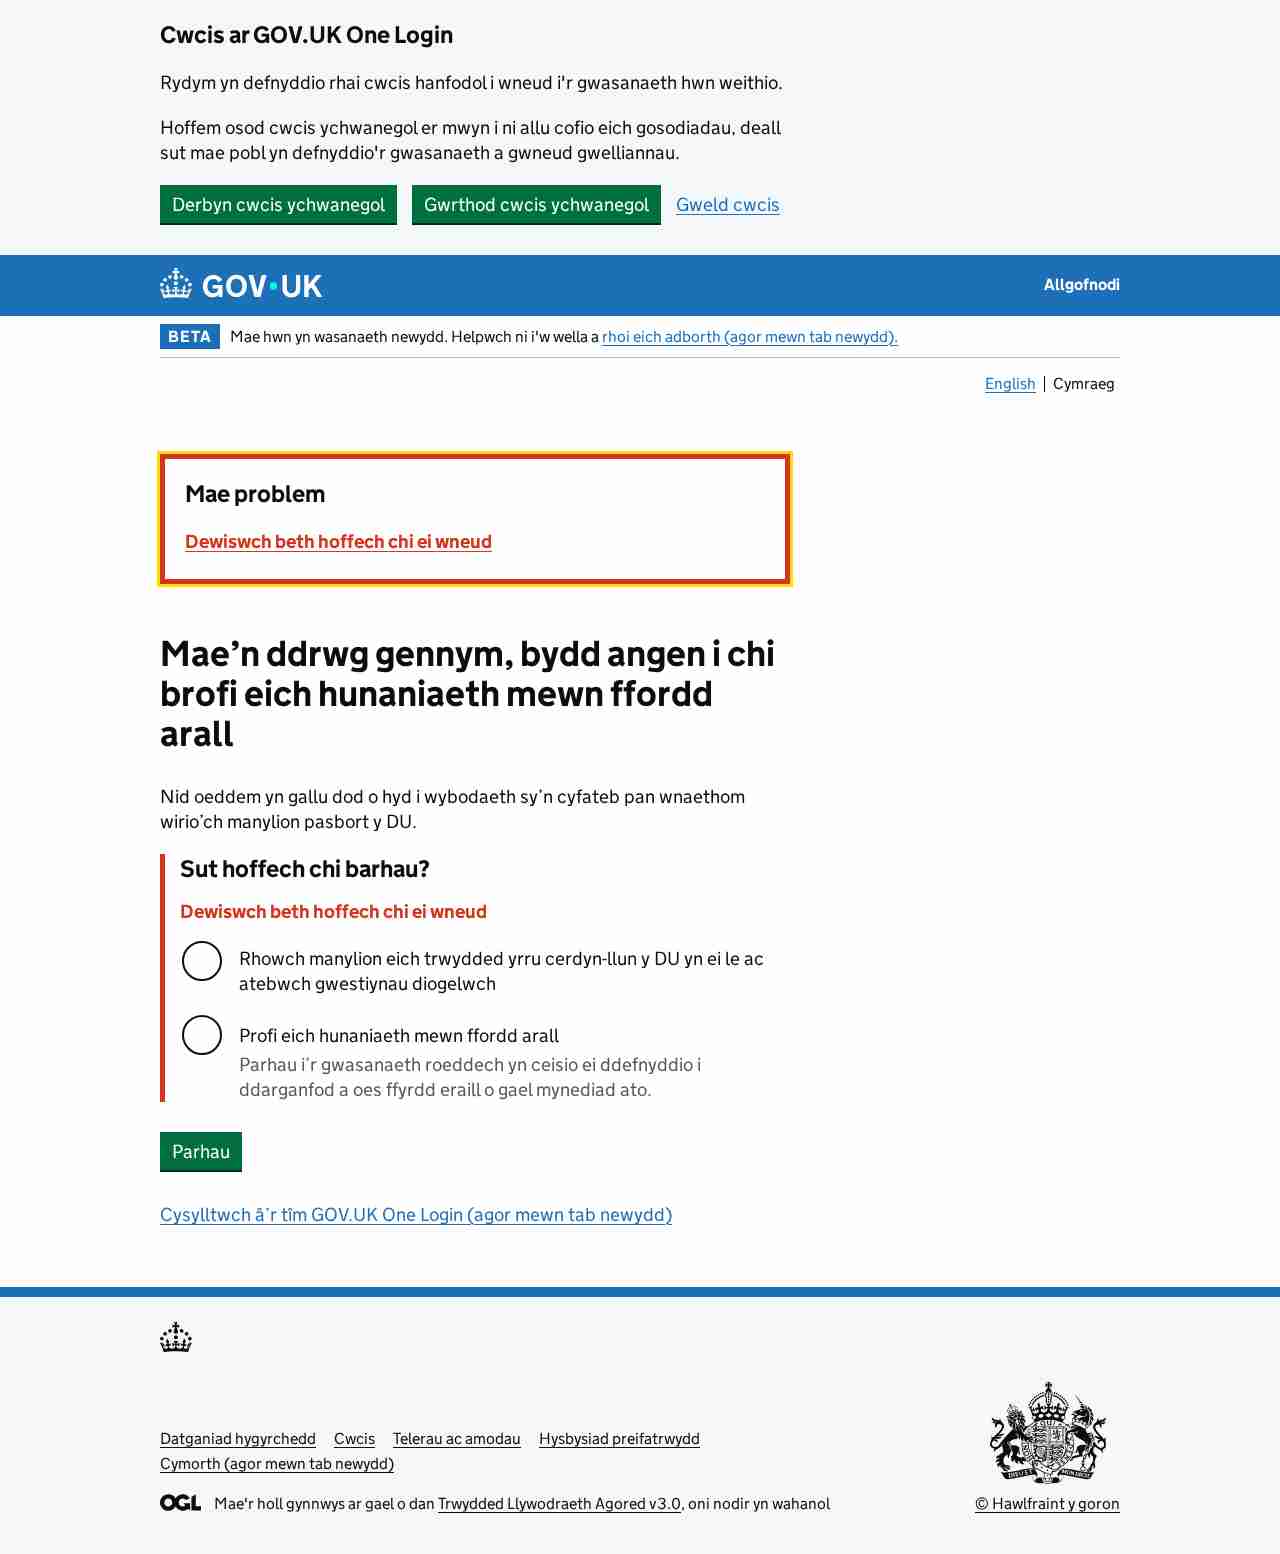 Cwcis ar GOV.UK One Login
Rydym yn defnyddio rhai cwcis hanfodol i wneud i'r gwasanaeth hwn weithio.
Hoffem osod cwcis ychwanegol er mwyn i ni allu cofio eich gosodiadau, deall
sut mae pobl yn defnyddio'r gwasanaeth a gwneud gwelliannau.
Derbyn cwcis ychwanegol Gwrthod cwcis ychwanegol Gweld cwcis
GOV·UK Allgofnodi
BETA Mae hwn yn wasanaeth newydd. Helpwch ni i'w wella a rhoi eich adborth (agor mewn tab newydd).
English Cymraeg
Mae problem
Dewiswch beth hoffech chi ei wneud
Mae’n ddrwg gennym, bydd angen i chi
brofi eich hunaniaeth mewn ffordd
arall
Nid oeddem yn gallu dod o hyd i wybodaeth sy’n cyfateb pan wnaethom
wirio’ch manylion pasbort y DU.
Sut hoffech chi barhau?
Dewiswch beth hoffech chi ei wneud
Rhowch manylion eich trwydded yrru cerdyn-llun y DU yn ei le ac
atebwch gwestiynau diogelwch
Profi eich hunaniaeth mewn ffordd arall
Parhau i’r gwasanaeth roeddech yn ceisio ei ddefnyddio i
ddarganfod a oes ffyrdd eraill o gael mynediad ato.
Parhau
Cysylltwch â’r tîm GOV.UK One Login (agor mewn tab newydd)
Datganiad hygyrchedd Cwcis Telerau ac amodau Hysbysiad preifatrwydd
Cymorth (agor mewn tab newydd)
OGL Mae'r holl gynnwys ar gael o dan Trwydded Llywodraeth Agored v3.0, oni nodir yn wahanol
© Hawlfraint y goron